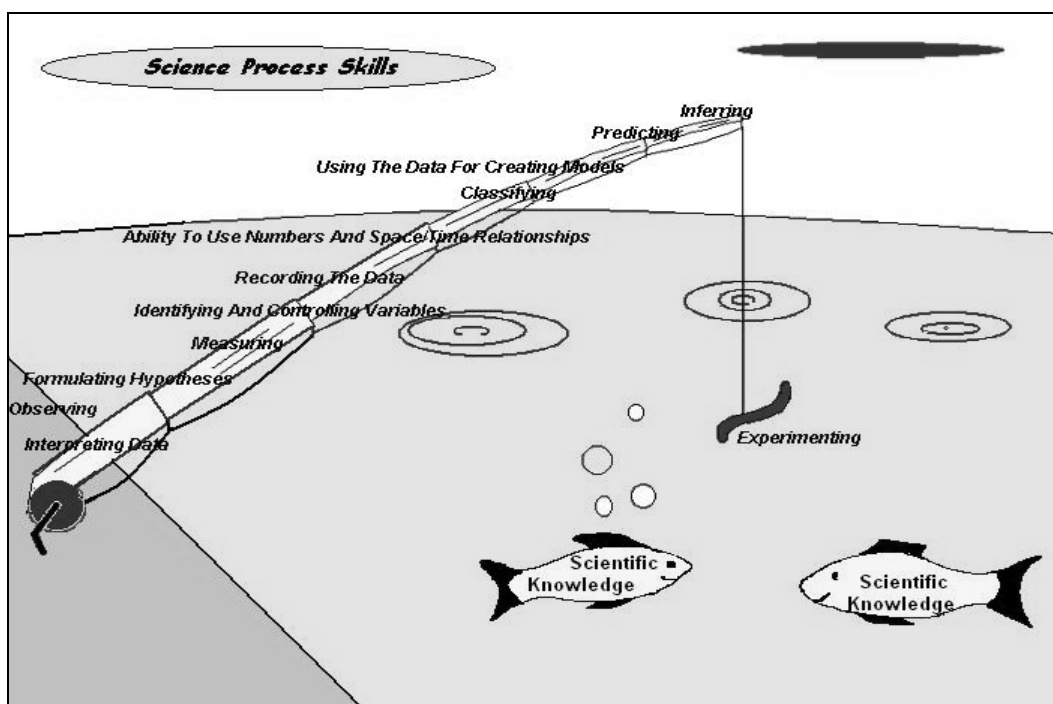 Science Process Skills
Inferring
Predicting
Using The Data For Creating Models
Classifying
Ability To Use Numbers And Space/Time Relationships
Recording The Data
Identifying And Controlling Variables
Measuring
Formulating Hypotheses
Observing
Interpreting Data
Experimenting
Scientific
Knowledge
Scientific
Knowledge